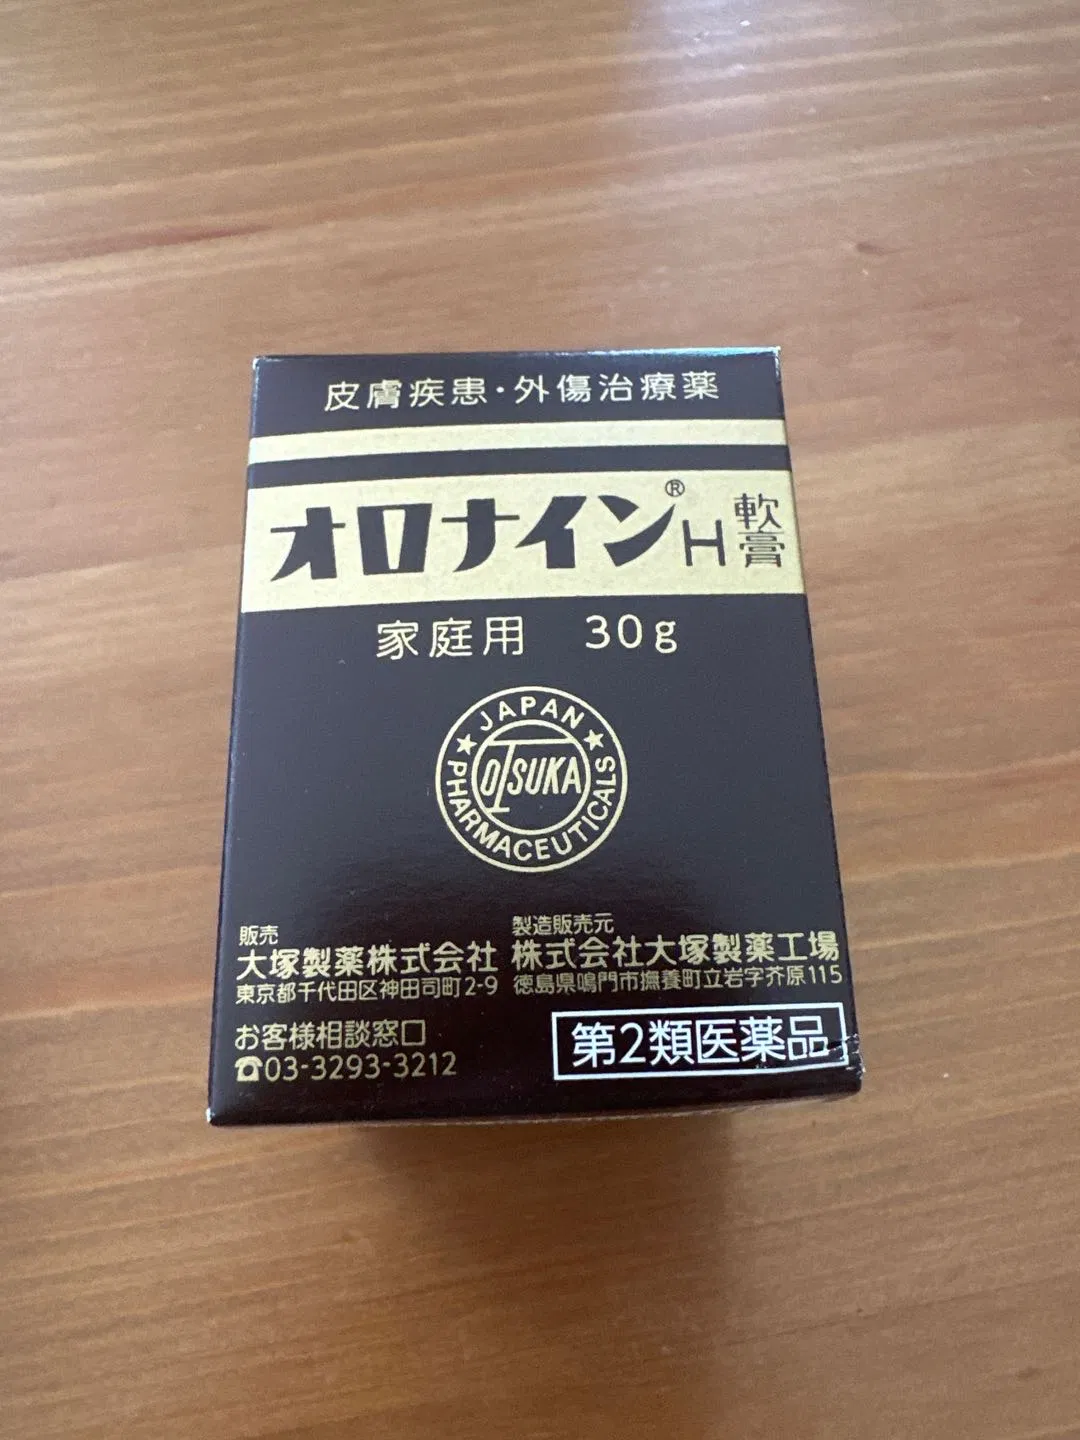 皮膚疾患・外傷治療薬
オロナイン®H軟膏
家庭用 30g
★ JAPAN ★
OTSUKA
PHARMACEUTICALS
販売
大塚製薬株式会社
東京都千代田区神田司町2-9
製造販売元
株式会社大塚製薬工場
徳島県鳴門市撫養町立岩字芥原115
お客様相談窓口
☎03-3293-3212
第2類医薬品